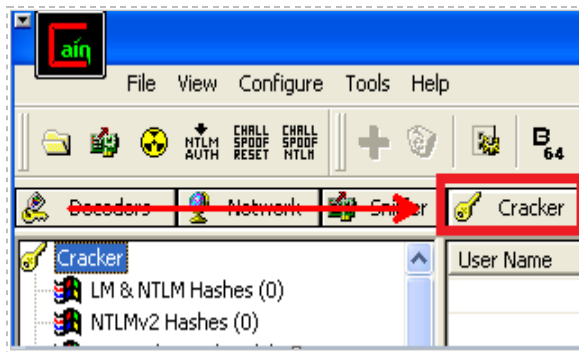 ain
File View Configure Tools Help
NTLM AUTH CHALL SPOOF RESET CHALL SPOOF NTLM B 64
Decoders Network Sniffer Cracker
Cracker User Name
LM & NTLM Hashes (0)
NTLMv2 Hashes (0)